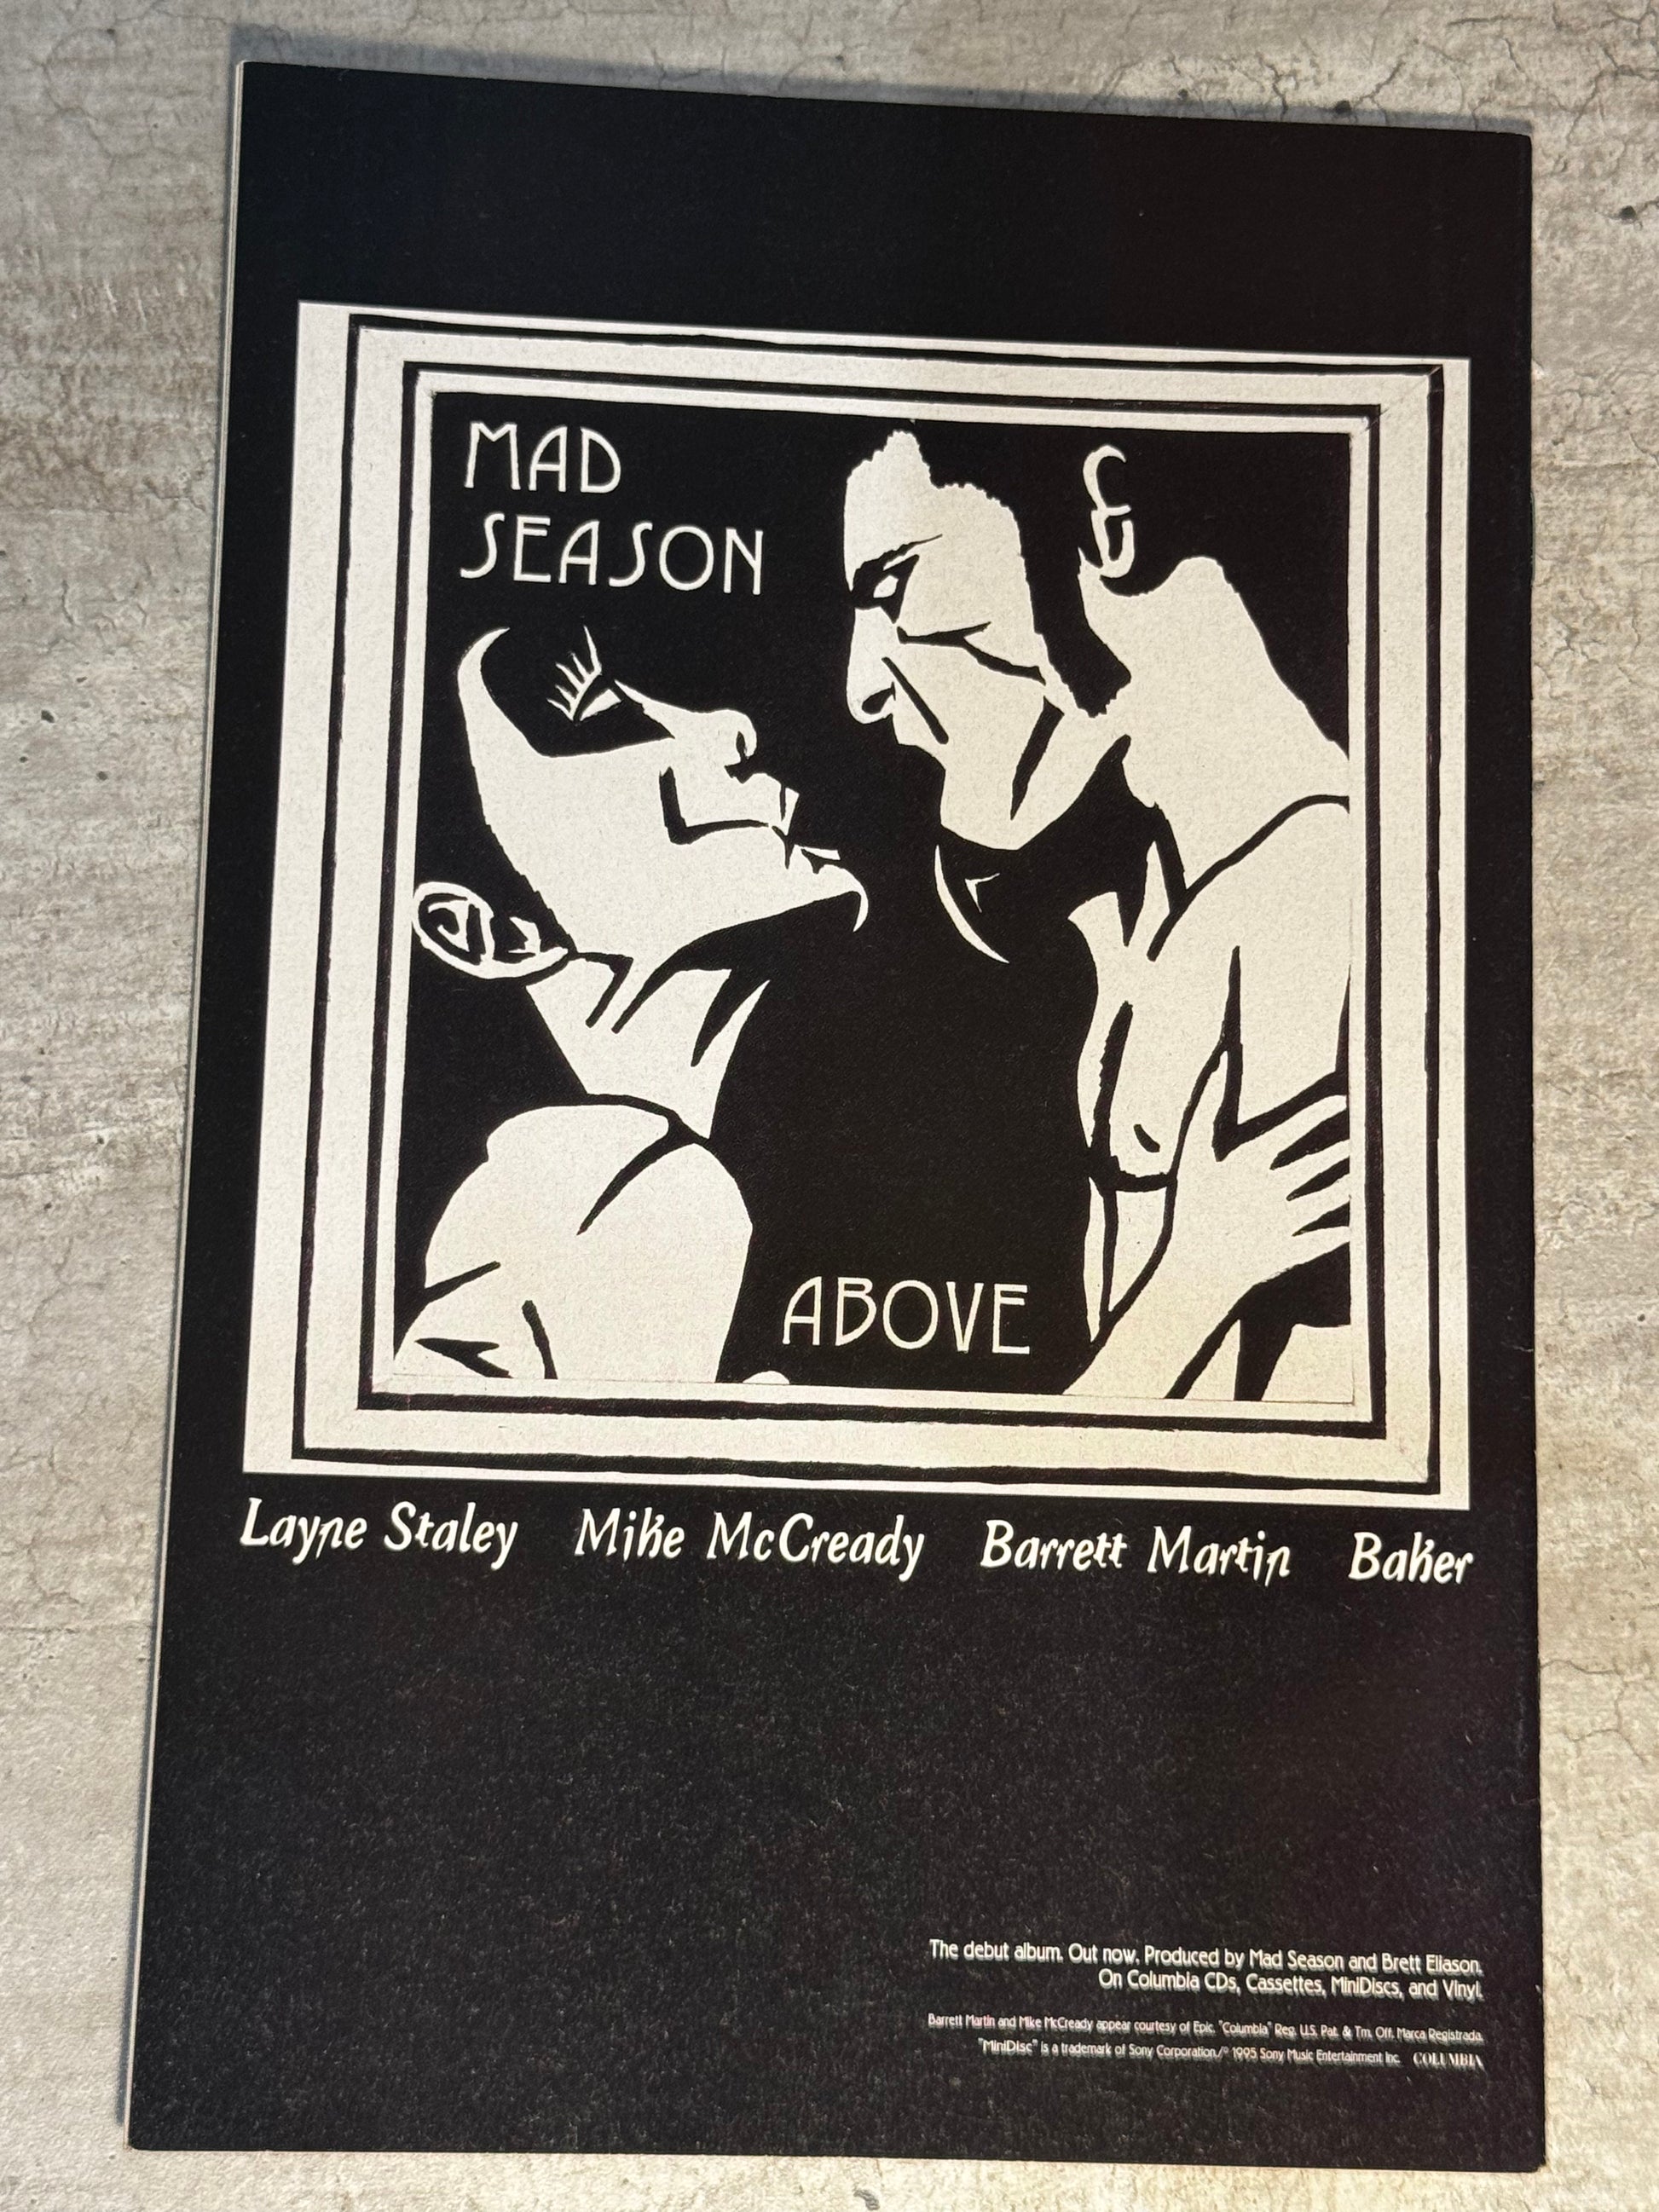 MAD
SEASON
ABOVE
Layne Staley Mike McCready Barrett Martin Baker
The debut album. Out now. Produced by Mad Season and Brett Eliason.
On Columbia CDs, Cassettes, MiniDiscs, and Vinyl.
Barrett Martin and Mike McCready appear courtesy of Epic. "Columbia" Reg. U.S. Pat. & Tm. Off. Marca Registrada.
"MiniDisc" is a trademark of Sony Corporation./℗ 1995 Sony Music Entertainment Inc. COLUMBIA